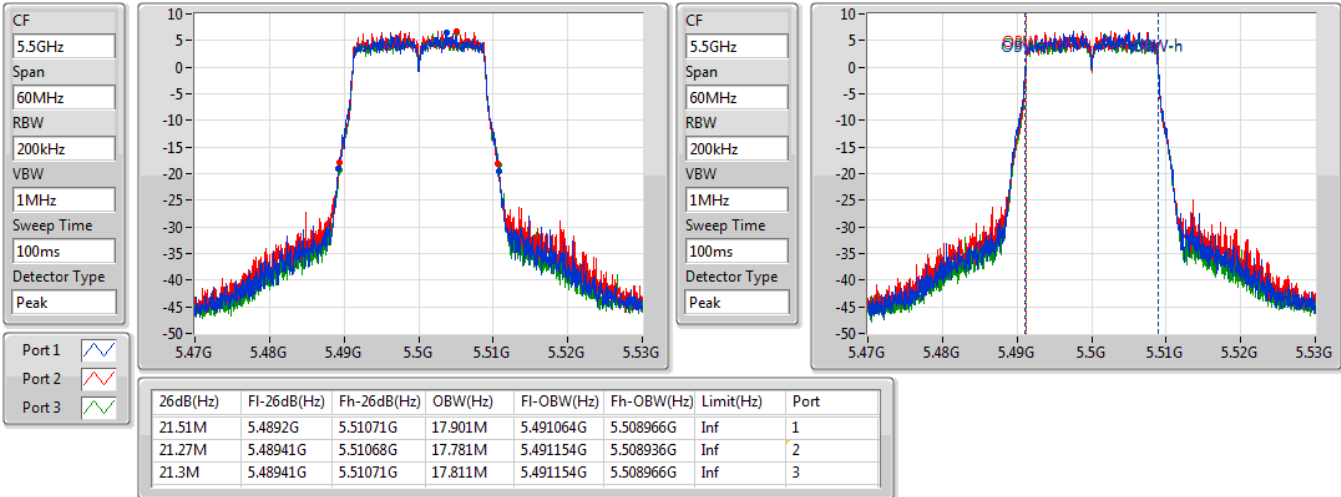 CF
5.5GHz
Span
60MHz
RBW
200kHz
VBW
1MHz
Sweep Time
100ms
Detector Type
Peak
10-
5-
0-
-5-
-10-
-15-
-20-
-25-
-30-
-35-
-40-
-45-
-50-
5.47G 5.48G 5.49G 5.5G 5.51G 5.52G 5.53G
CF
5.5GHz
Span
60MHz
RBW
200kHz
VBW
1MHz
Sweep Time
100ms
Detector Type
Peak
10-
5-
0-
-5-
-10-
-15-
-20-
-25-
-30-
-35-
-40-
-45-
-50-
5.47G 5.48G 5.49G 5.5G 5.51G 5.52G 5.53G
Port 1
Port 2
Port 3
26dB(Hz) Fl-26dB(Hz) Fh-26dB(Hz) OBW(Hz) Fl-OBW(Hz) Fh-OBW(Hz) Limit(Hz) Port
21.51M 5.4892G 5.51071G 17.901M 5.491064G 5.508966G Inf 1
21.27M 5.48941G 5.51068G 17.781M 5.491154G 5.508936G Inf 2
21.3M 5.48941G 5.51071G 17.811M 5.491154G 5.508966G Inf 3